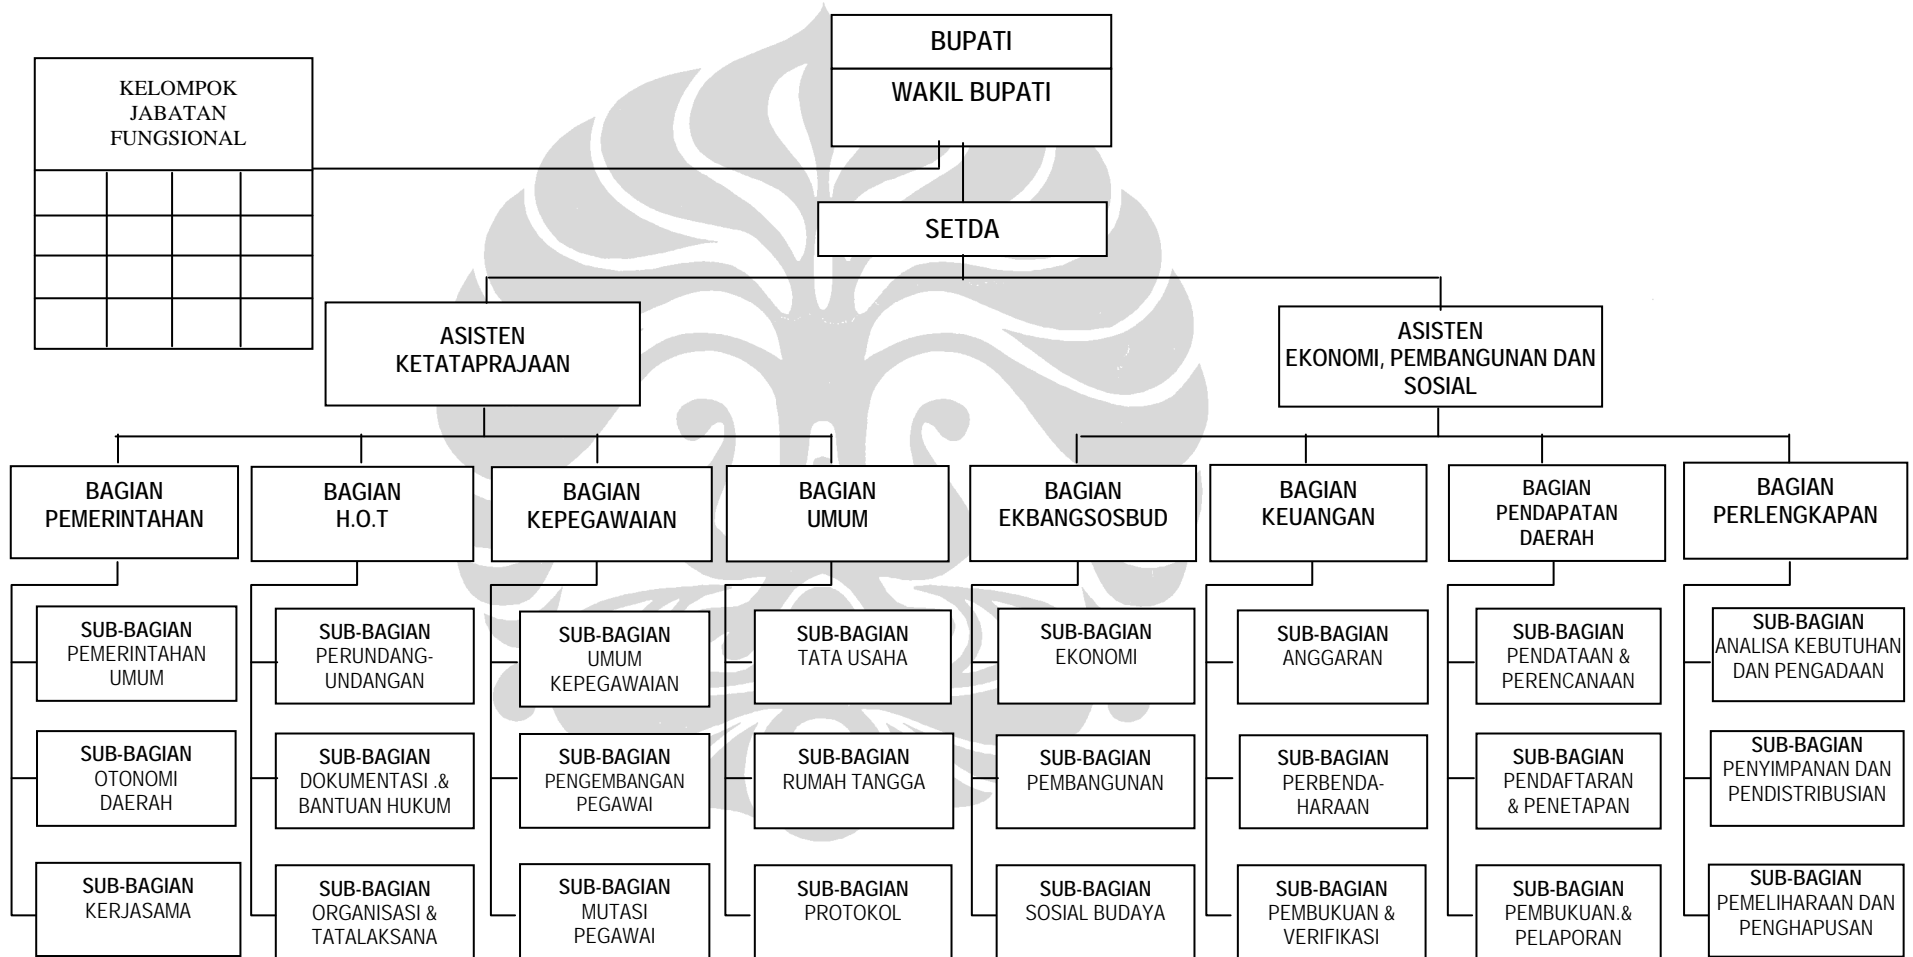 BUPATI
WAKIL BUPATI
KELOMPOK
JABATAN
FUNGSIONAL
SETDA
ASISTEN
KETATAPRAJAAN
ASISTEN
EKONOMI, PEMBANGUNAN DAN
SOSIAL
BAGIAN
PEMERINTAHAN
BAGIAN
H.O.T
BAGIAN
KEPEGAWAIAN
BAGIAN
UMUM
BAGIAN
EKBANGSOSBUD
BAGIAN
KEUANGAN
BAGIAN
PENDAPATAN
DAERAH
BAGIAN
PERLENGKAPAN
SUB-BAGIAN
PEMERINTAHAN
UMUM
SUB-BAGIAN
PERUNDANG-
UNDANGAN
SUB-BAGIAN
UMUM
KEPEGAWAIAN
SUB-BAGIAN
TATA USAHA
SUB-BAGIAN
EKONOMI
SUB-BAGIAN
ANGGARAN
SUB-BAGIAN
PENDATAAN &
PERENCANAAN
SUB-BAGIAN
ANALISA KEBUTUHAN
DAN PENGADAAN
SUB-BAGIAN
OTONOMI
DAERAH
SUB-BAGIAN
DOKUMENTASI .&
BANTUAN HUKUM
SUB-BAGIAN
PENGEMBANGAN
PEGAWAI
SUB-BAGIAN
RUMAH TANGGA
SUB-BAGIAN
PEMBANGUNAN
SUB-BAGIAN
PERBENDA-
HARAAN
SUB-BAGIAN
PENDAFTARAN
& PENETAPAN
SUB-BAGIAN
PENYIMPANAN DAN
PENDISTRIBUSIAN
SUB-BAGIAN
KERJASAMA
SUB-BAGIAN
ORGANISASI &
TATALAKSANA
SUB-BAGIAN
MUTASI
PEGAWAI
SUB-BAGIAN
PROTOKOL
SUB-BAGIAN
SOSIAL BUDAYA
SUB-BAGIAN
PEMBUKUAN &
VERIFIKASI
SUB-BAGIAN
PEMBUKUAN.&
PELAPORAN
SUB-BAGIAN
PEMELIHARAAN DAN
PENGHAPUSAN